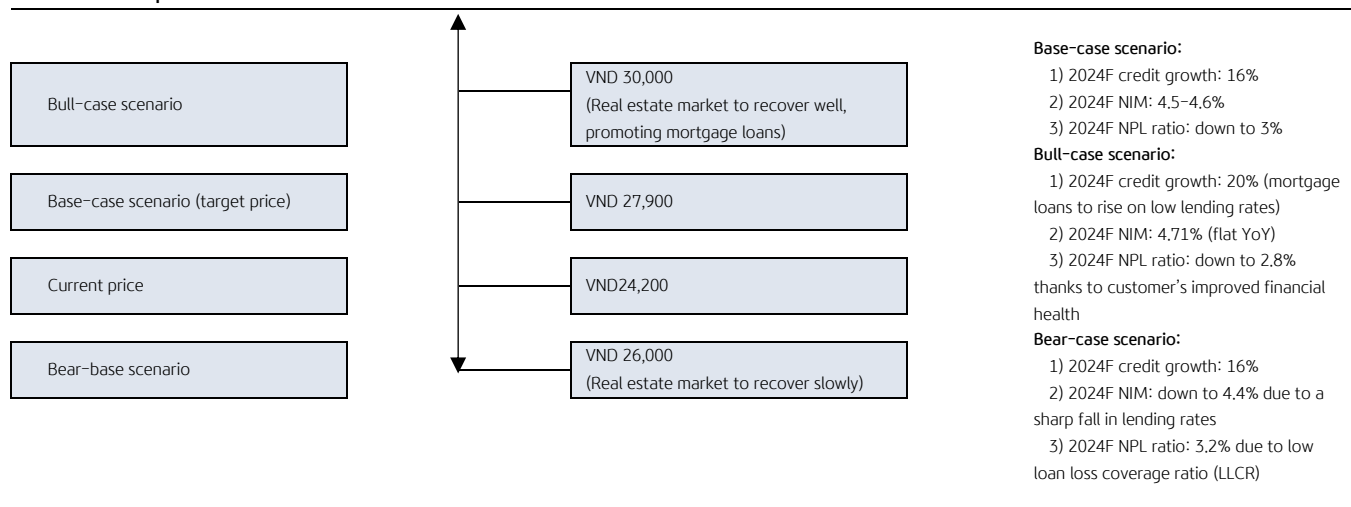 Bull-case scenario
VND 30,000
(Real estate market to recover well,
promoting mortgage loans)
Base-case scenario (target price)
VND 27,900
Current price
VND24,200
Bear-base scenario
VND 26,000
(Real estate market to recover slowly)
Base-case scenario:
1) 2024F credit growth: 16%
2) 2024F NIM: 4.5-4.6%
3) 2024F NPL ratio: down to 3%
Bull-case scenario:
1) 2024F credit growth: 20% (mortgage
loans to rise on low lending rates)
2) 2024F NIM: 4.71% (flat YoY)
3) 2024F NPL ratio: down to 2.8%
thanks to customer's improved financial
health
Bear-case scenario:
1) 2024F credit growth: 16%
2) 2024F NIM: down to 4.4% due to a
sharp fall in lending rates
3) 2024F NPL ratio: 3.2% due to low
loan loss coverage ratio (LLCR)